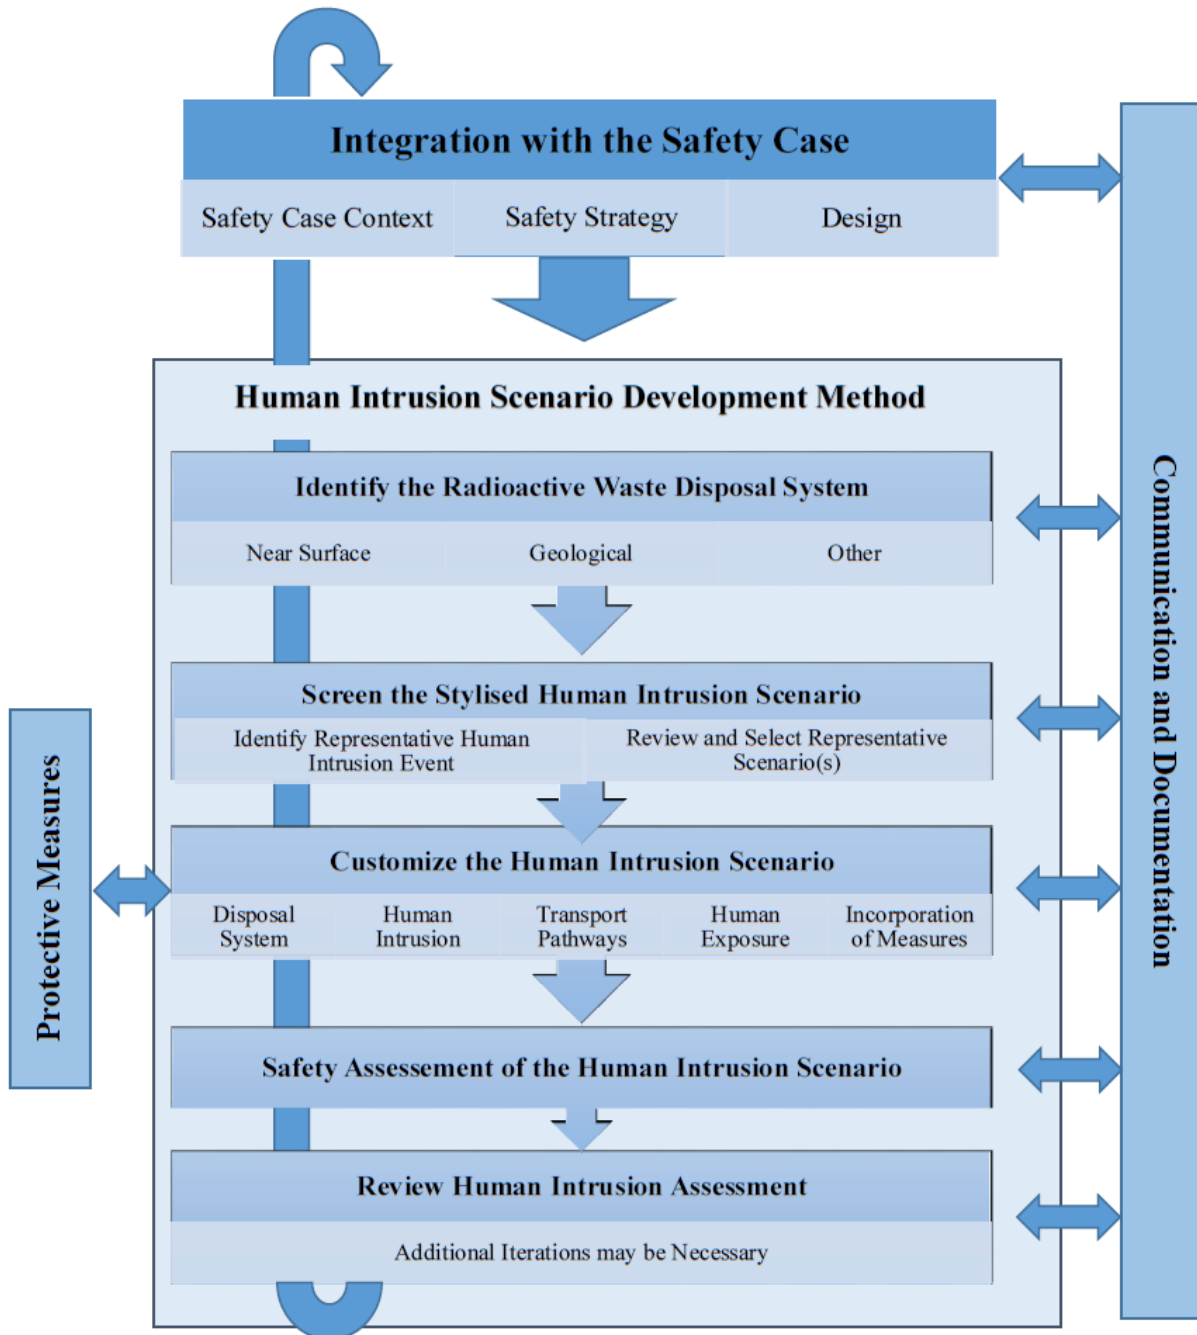 Integration with the Safety Case
Safety Case Context
Safety Strategy
Design
Human Intrusion Scenario Development Method
Identify the Radioactive Waste Disposal System
Near Surface
Geological
Other
Screen the Stylised Human Intrusion Scenario
Identify Representative Human
Intrusion Event
Review and Select Representative
Scenario(s)
Customize the Human Intrusion Scenario
Disposal
System
Human
Intrusion
Transport
Pathways
Human
Exposure
Incorporation
of Measures
Safety Assessement of the Human Intrusion Scenario
Review Human Intrusion Assessment
Additional Iterations may be Necessary
Protective Measures
Communication and Documentation